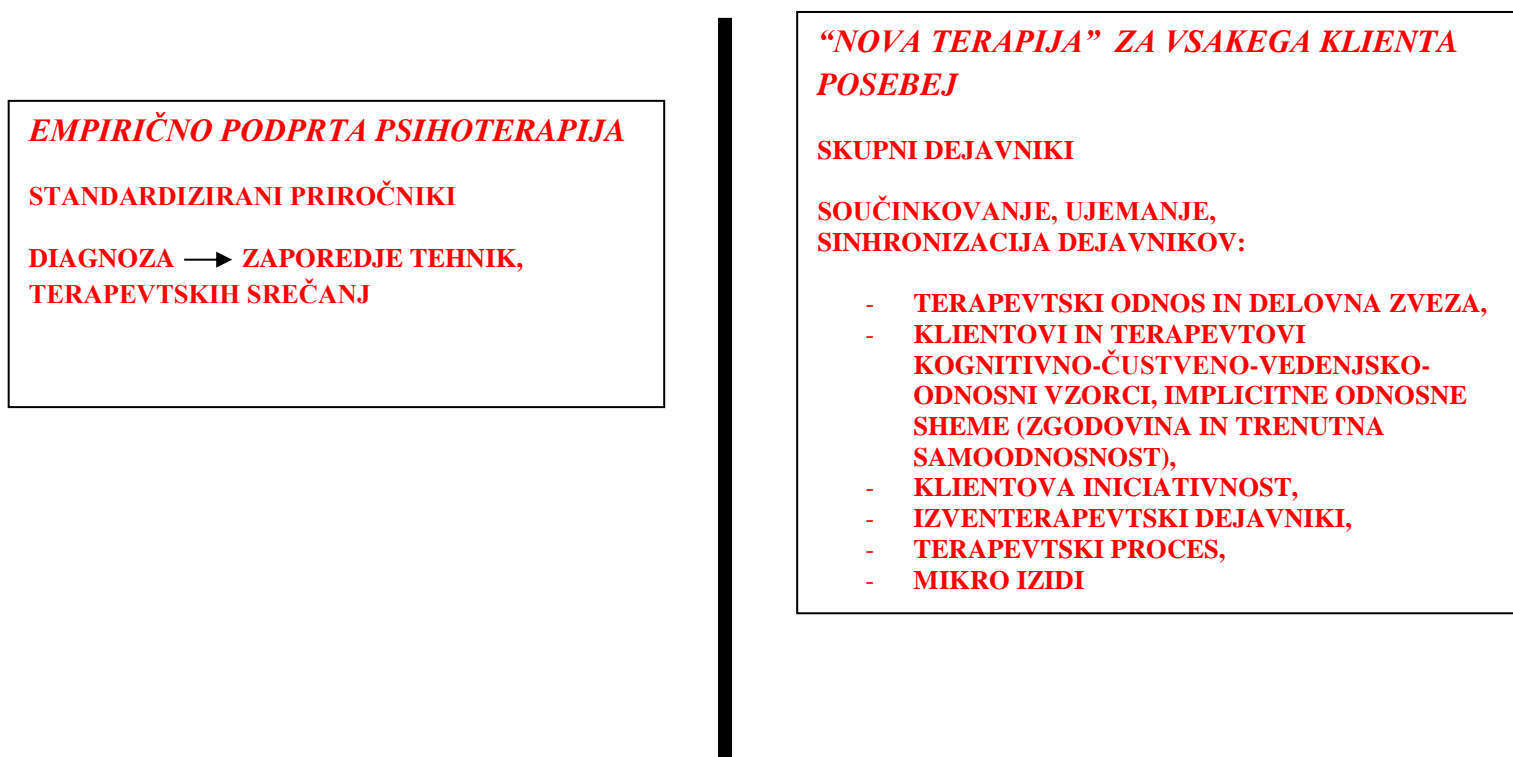 EMPIRIČNO PODPRTA PSIHOTERAPIJA
STANDARDIZIRANI PRIROČNIKI
DIAGNOZA → ZAPOREDJE TEHNIK,
TERAPEVTSKIH SREČANJ
“NOVA TERAPIJA” ZA VSAKEGA KLIENTA
POSEBEJ
SKUPNI DEJAVNIKI
SOUČINKOVANJE, UJEMANJE,
SINHRONIZACIJA DEJAVNIKOV:
- TERAPEVTSKI ODNOS IN DELOVNA ZVEZA,
- KLIENTOVI IN TERAPEVTOVI
KOGNITIVNO-ČUSTVENO-VEDENJSKO-
ODNOSNI VZORCI, IMPLICITNE ODNOSNE
SHEME (ZGODOVINA IN TRENUTNA
SAMOODNOSNOST),
- KLIENTOVA INICIATIVNOST,
- IZVENTERAPEVTSKI DEJAVNIKI,
- TERAPEVTSKI PROCES,
- MIKRO IZIDI